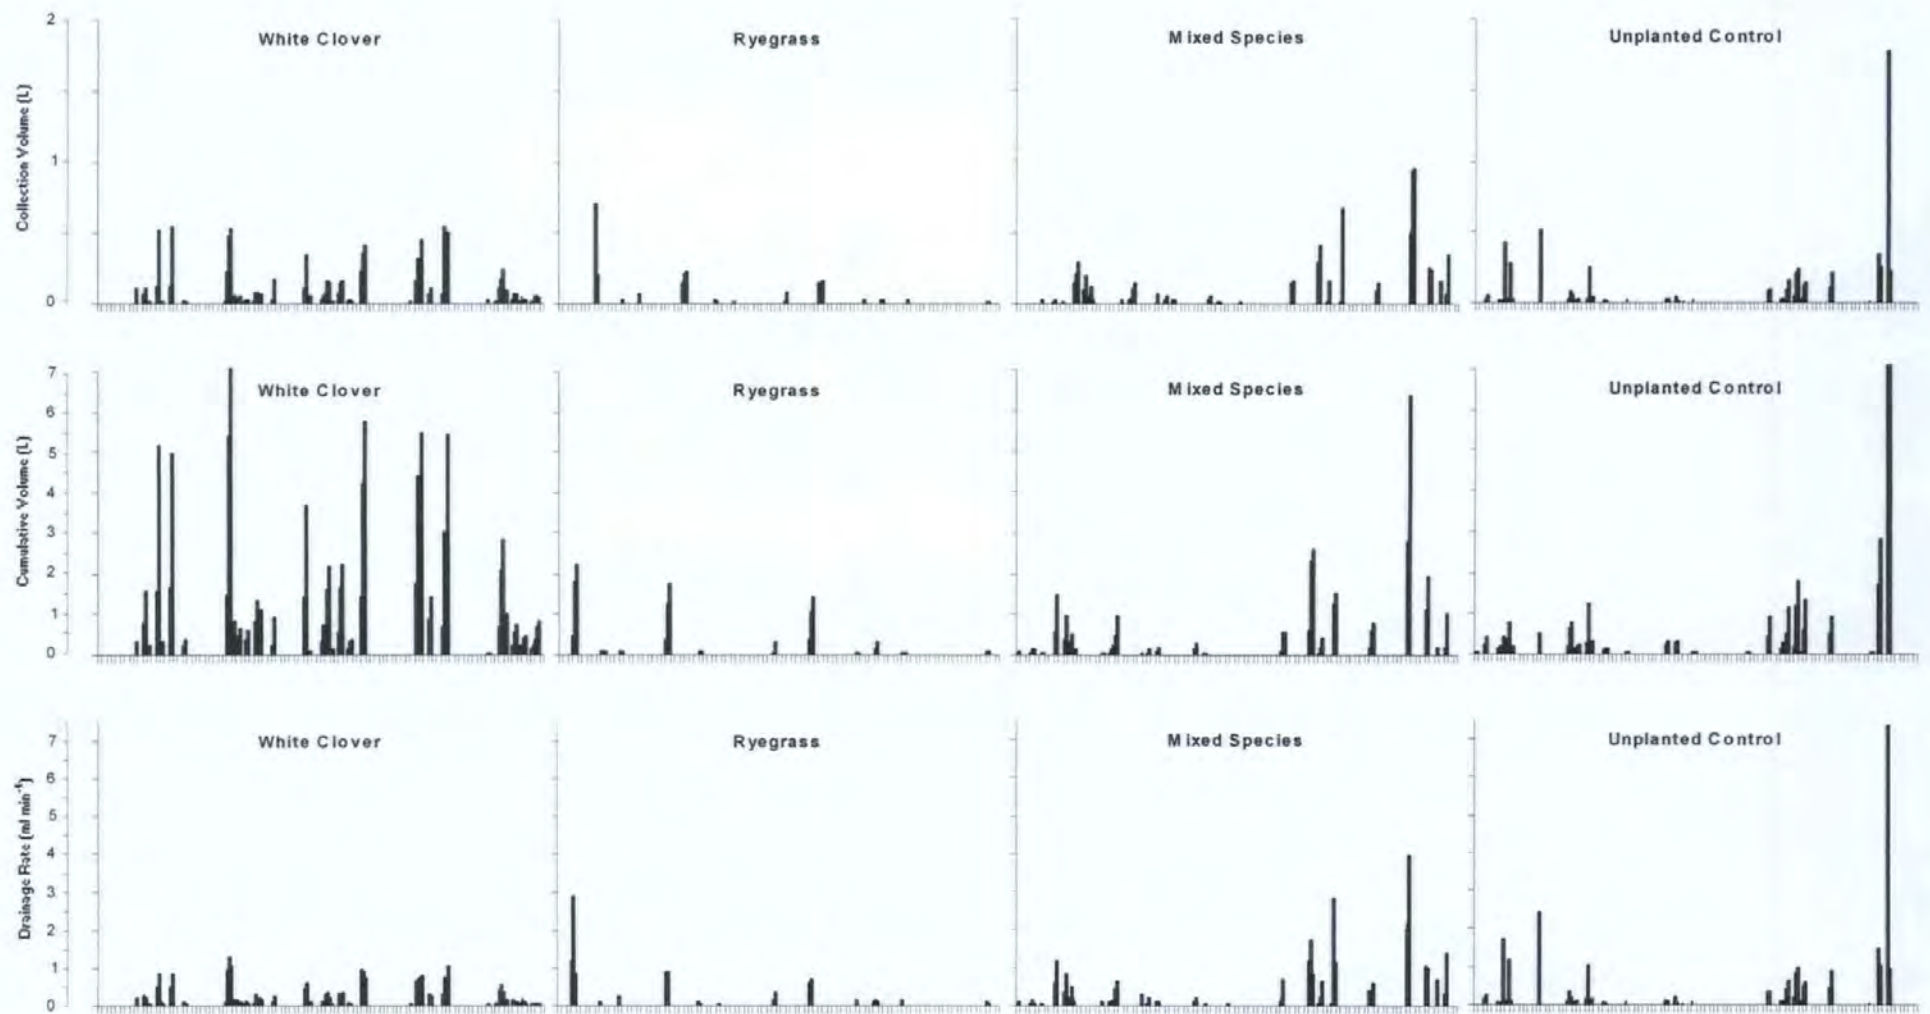 2
White Clover
Ryegrass
Mixed Species
Unplanted Control
Collection Volume (L)
1
0
7
White Clover
Ryegrass
Mixed Species
Unplanted Control
6
5
Cumulative Volume (L)
4
3
2
1
0
White Clover
Ryegrass
Mixed Species
Unplanted Control
7
6
5
Drainage Rate (ml min⁻¹)
4
3
2
1
0